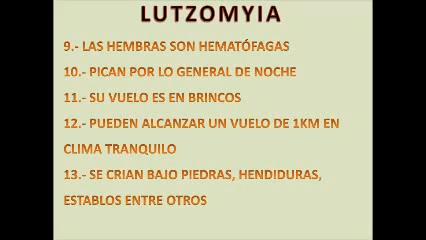 LUTZOMYIA
9.- LAS HEMBRAS SON HEMATÓFAGAS
10.- PICAN POR LO GENERAL DE NOCHE
11.- SU VUELO ES EN BRINCOS
12.- PUEDEN ALCANZAR UN VUELO DE 1KM EN
CLIMA TRANQUILO
13.- SE CRIAN BAJO PIEDRAS, HENDIDURAS,
ESTABLOS ENTRE OTROS